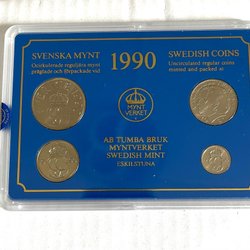 SVENSKA MYNT
Ocirkulerade reguljära mynt
präglade och förpackade vid
1990
SWEDISH COINS
Uncirculated regular coins
minted and packed at
MYNT
VERKET
AB TUMBA BRUK
MYNTVERKET
SWEDISH MINT
ESKILSTUNA